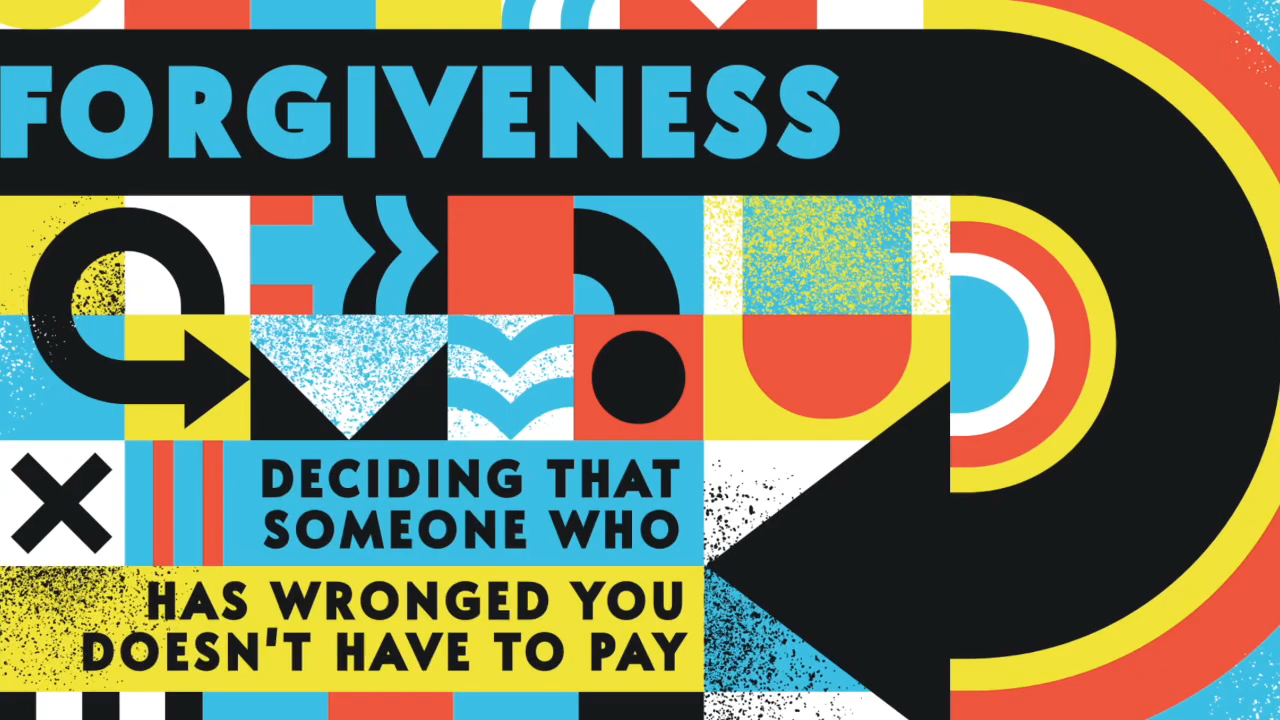 FORGIVENESS
DECIDING THAT
SOMEONE WHO
HAS WRONGED YOU
DOESN'T HAVE TO PAY